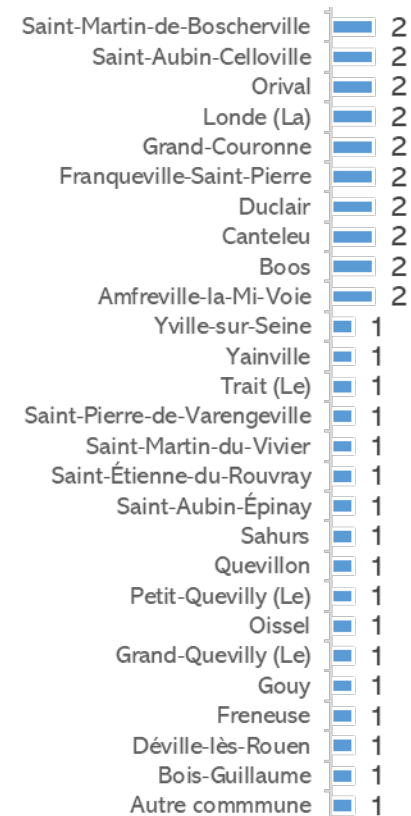 Saint-Martin-de-Boscherville 2
Saint-Aubin-Celloville 2
Orival 2
Londe (La) 2
Grand-Couronne 2
Franqueville-Saint-Pierre 2
Duclair 2
Canteleu 2
Boos 2
Amfreville-la-Mi-Voie 2
Yville-sur-Seine 1
Yainville 1
Trait (Le) 1
Saint-Pierre-de-Varengeville 1
Saint-Martin-du-Vivier 1
Saint-Étienne-du-Rouvray 1
Saint-Aubin-Épinay 1
Sahurs 1
Quevillon 1
Petit-Quevilly (Le) 1
Oissel 1
Grand-Quevilly (Le) 1
Gouy 1
Freneuse 1
Déville-lès-Rouen 1
Bois-Guillaume 1
Autre commmune 1